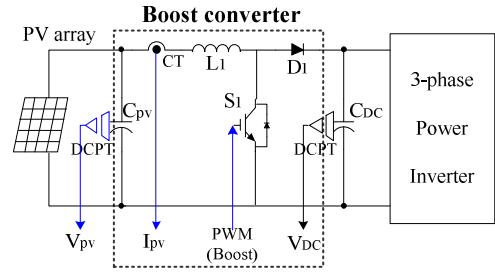 Boost converter
PV array
CT
L1
D1
S1
Cpv
CDC
DCPT
DCPT
3-phase
Power
Inverter
Vpv
Ipv
PWM
(Boost)
VDC